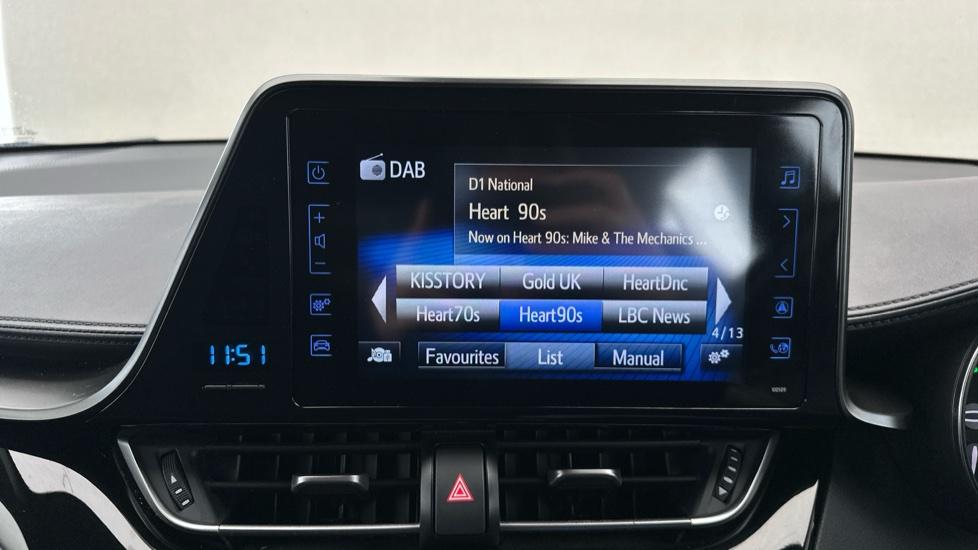 DAB
D1 National
Heart 90s
Now on Heart 90s: Mike & The Mechanics ...
KISSTORY Gold UK HeartDnc
Heart70s Heart90s LBC News
4/13
Favourites List Manual
11:51